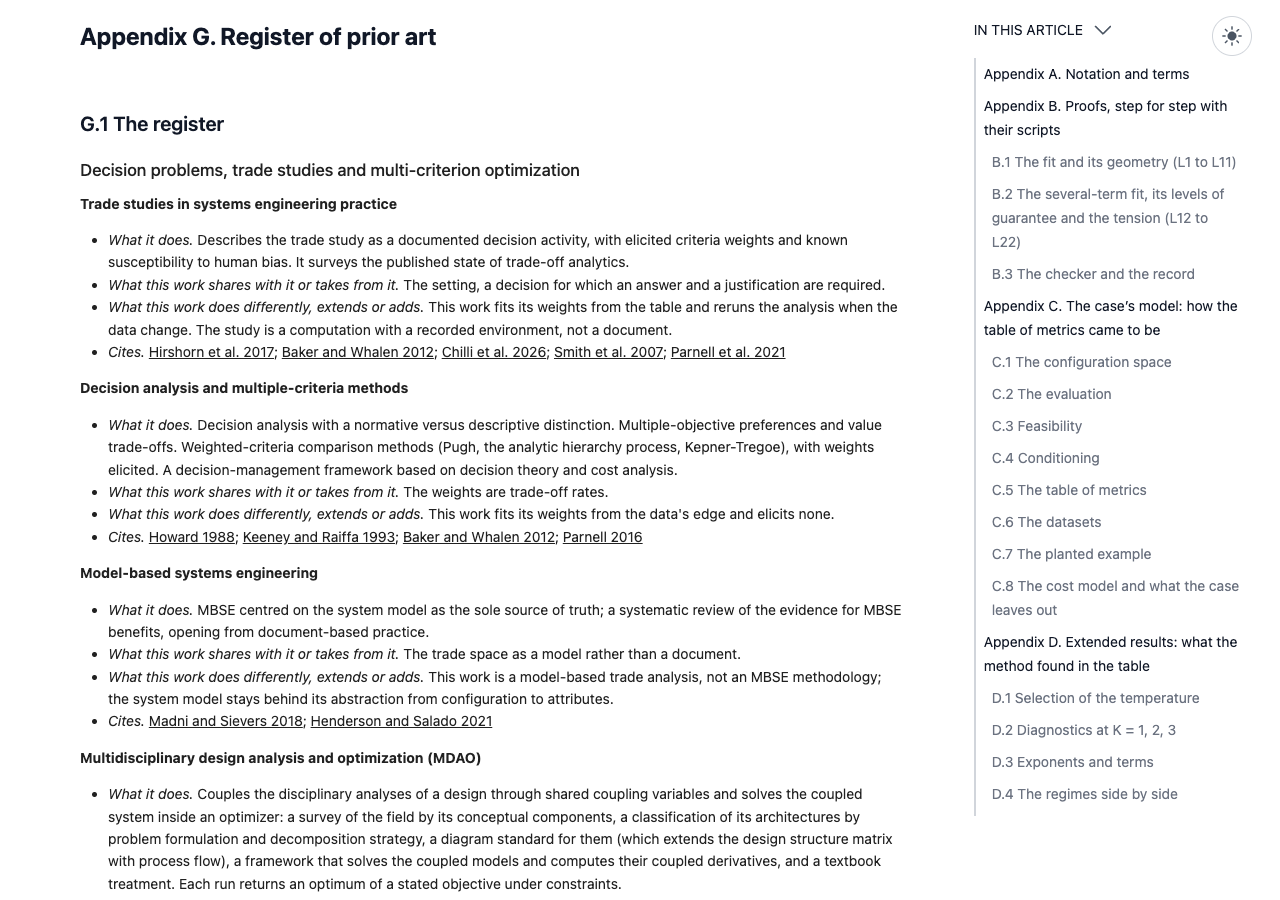 Appendix G. Register of prior art
G.1 The register
Decision problems, trade studies and multi-criterion optimization
Trade studies in systems engineering practice
• What it does. Describes the trade study as a documented decision activity, with elicited criteria weights and known
susceptibility to human bias. It surveys the published state of trade-off analytics.
• What this work shares with it or takes from it. The setting, a decision for which an answer and a justification are required.
• What this work does differently, extends or adds. This work fits its weights from the table and reruns the analysis when the
data change. The study is a computation with a recorded environment, not a document.
• Cites. Hirshorn et al. 2017; Baker and Whalen 2012; Chilli et al. 2026; Smith et al. 2007; Parnell et al. 2021
Decision analysis and multiple-criteria methods
• What it does. Decision analysis with a normative versus descriptive distinction. Multiple-objective preferences and value
trade-offs. Weighted-criteria comparison methods (Pugh, the analytic hierarchy process, Kepner-Tregoe), with weights
elicited. A decision-management framework based on decision theory and cost analysis.
• What this work shares with it or takes from it. The weights are trade-off rates.
• What this work does differently, extends or adds. This work fits its weights from the data's edge and elicits none.
• Cites. Howard 1988; Keeney and Raiffa 1993; Baker and Whalen 2012; Parnell 2016
Model-based systems engineering
• What it does. MBSE centred on the system model as the sole source of truth; a systematic review of the evidence for MBSE
benefits, opening from document-based practice.
• What this work shares with it or takes from it. The trade space as a model rather than a document.
• What this work does differently, extends or adds. This work is a model-based trade analysis, not an MBSE methodology;
the system model stays behind its abstraction from configuration to attributes.
• Cites. Madni and Sievers 2018; Henderson and Salado 2021
Multidisciplinary design analysis and optimization (MDAO)
• What it does. Couples the disciplinary analyses of a design through shared coupling variables and solves the coupled
system inside an optimizer: a survey of the field by its conceptual components, a classification of its architectures by
problem formulation and decomposition strategy, a diagram standard for them (which extends the design structure matrix
with process flow), a framework that solves the coupled models and computes their coupled derivatives, and a textbook
treatment. Each run returns an optimum of a stated objective under constraints.
IN THIS ARTICLE
Appendix A. Notation and terms
Appendix B. Proofs, step for step with
their scripts
B.1 The fit and its geometry (L1 to L11)
B.2 The several-term fit, its levels of
guarantee and the tension (L12 to
L22)
B.3 The checker and the record
Appendix C. The case’s model: how the
table of metrics came to be
C.1 The configuration space
C.2 The evaluation
C.3 Feasibility
C.4 Conditioning
C.5 The table of metrics
C.6 The datasets
C.7 The planted example
C.8 The cost model and what the case
leaves out
Appendix D. Extended results: what the
method found in the table
D.1 Selection of the temperature
D.2 Diagnostics at K = 1, 2, 3
D.3 Exponents and terms
D.4 The regimes side by side